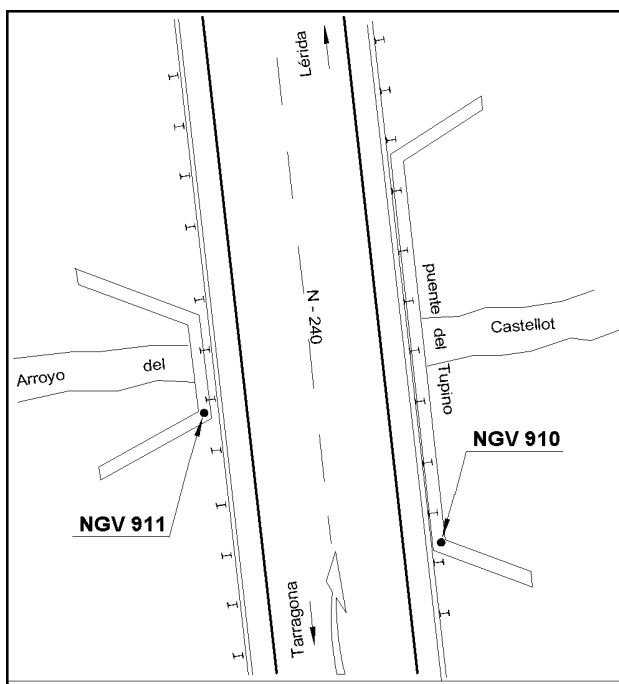 Lérida
N - 240
puente del Tupino
Arroyo del Castellot
NGV 911
NGV 910
Tarragona